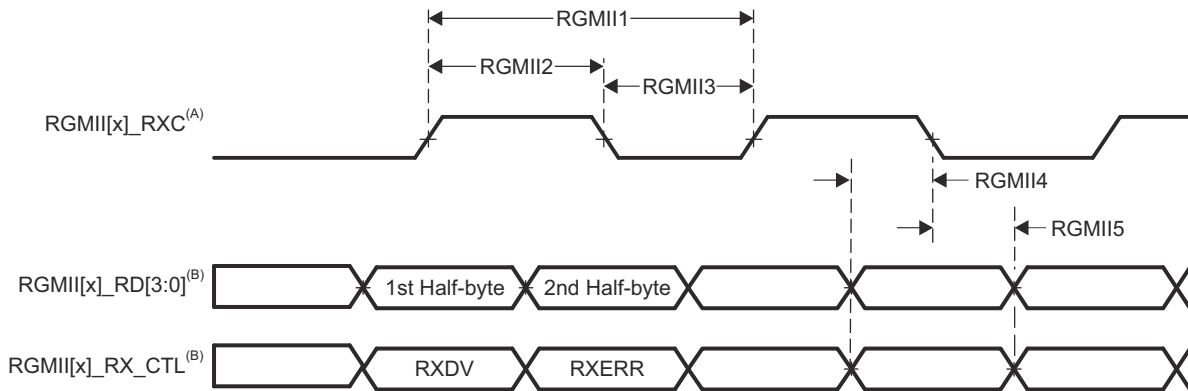 RGMII1
RGMII2
RGMII3
RGMII[x]_RXC(A)
RGMII4
RGMII5
RGMII[x]_RD[3:0](B)
1st Half-byte
2nd Half-byte
RGMII[x]_RX_CTL(B)
RXDV
RXERR